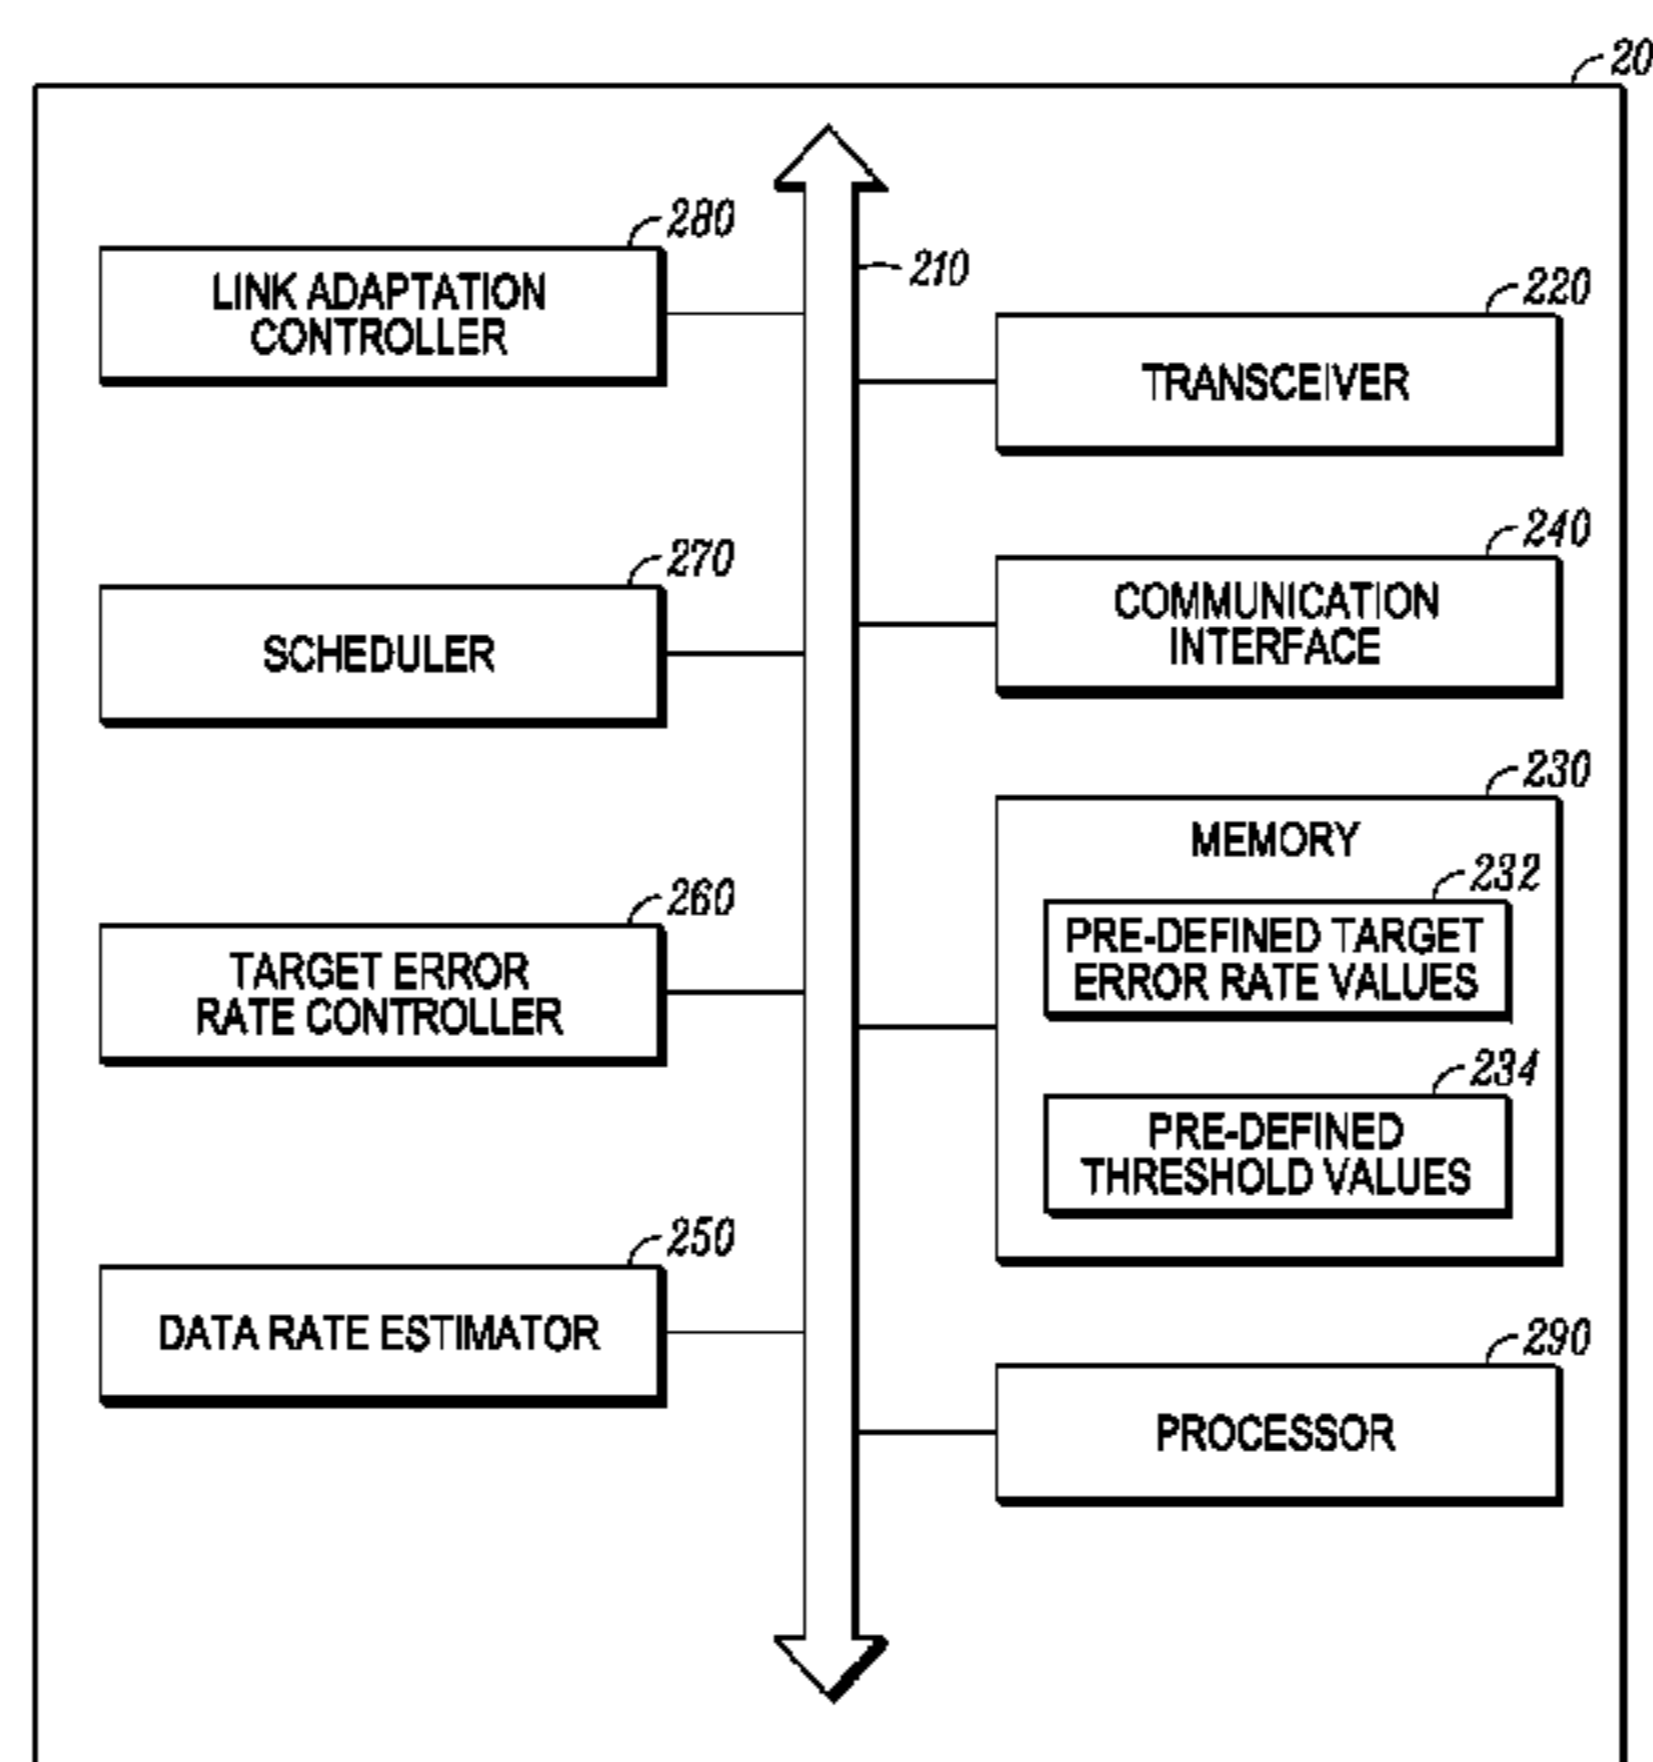 20
280
LINK ADAPTATION
CONTROLLER
210
220
TRANSCEIVER
270
SCHEDULER
240
COMMUNICATION
INTERFACE
260
TARGET ERROR
RATE CONTROLLER
230
MEMORY
232
PRE-DEFINED TARGET
ERROR RATE VALUES
234
PRE-DEFINED
THRESHOLD VALUES
250
DATA RATE ESTIMATOR
290
PROCESSOR